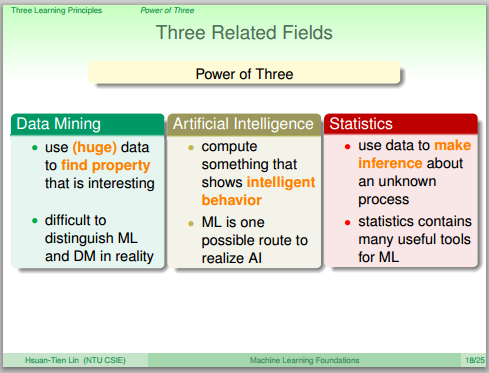 Three Learning Principles Power of Three
Three Related Fields
Power of Three
Data Mining
• use (huge) data
to find property
that is interesting
• difficult to
distinguish ML
and DM in reality
Artificial Intelligence
• compute
something that
shows intelligent
behavior
• ML is one
possible route to
realize AI
Statistics
• use data to make
inference about
an unknown
process
• statistics contains
many useful tools
for ML
Hsuan-Tien Lin (NTU CSIE) Machine Learning Foundations 18/25